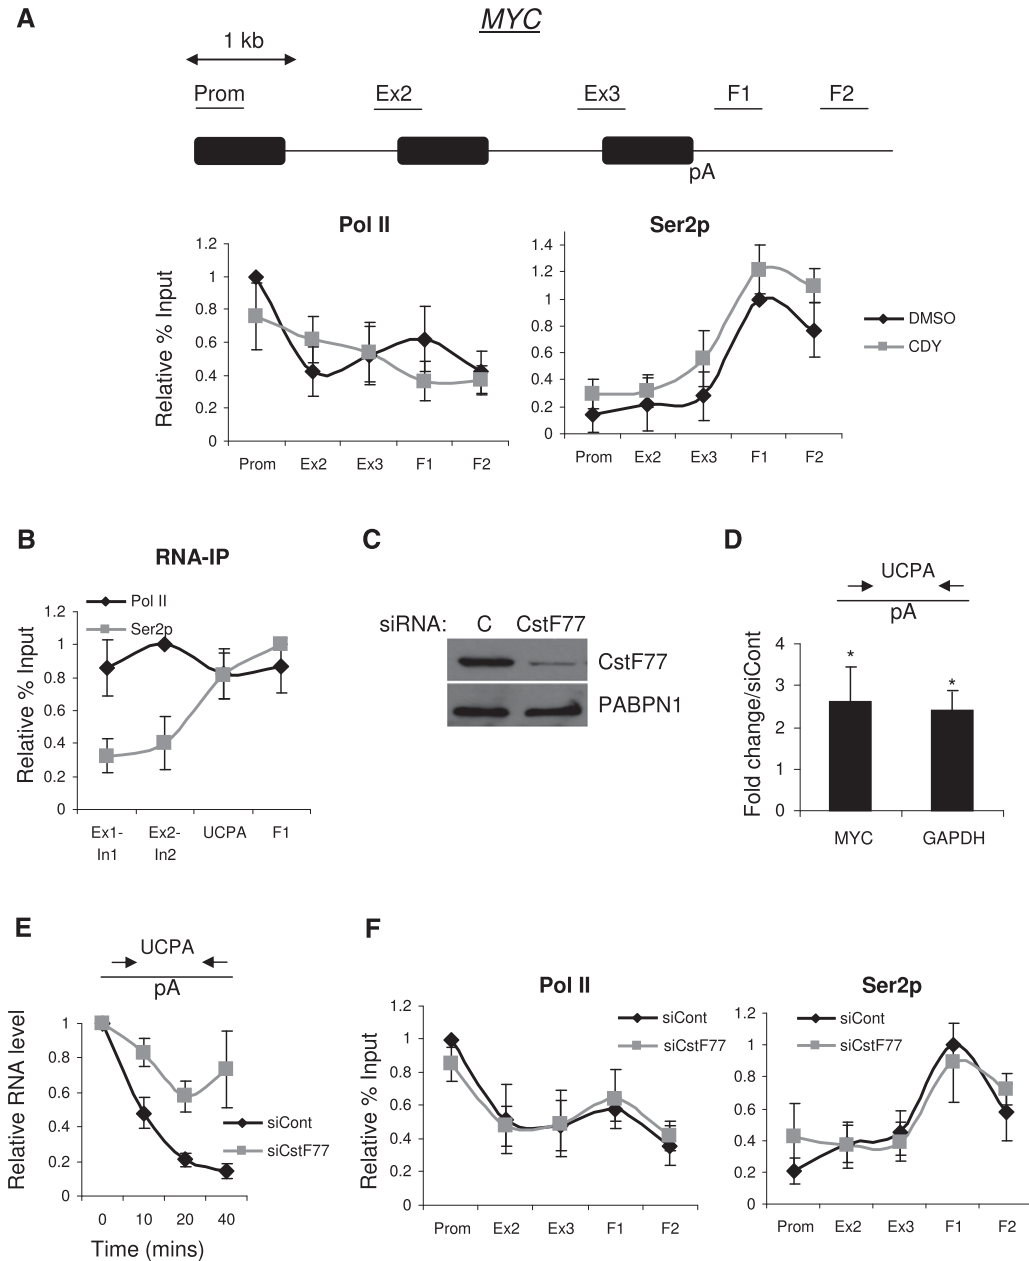 A
MYC
1 kb
Prom
Ex2
Ex3
F1
F2
pA
Pol II
Relative % Input
1.2
1
0.8
0.6
0.4
0.2
0
Prom
Ex2
Ex3
F1
F2
Ser2p
1.4
1.2
1
0.8
0.6
0.4
0.2
0
Prom
Ex2
Ex3
F1
F2
DMSO
CDY
B
RNA-IP
Pol II
Ser2p
Relative % Input
1.2
1
0.8
0.6
0.4
0.2
0
Ex1-
In1
Ex2-
In2
UCPA
F1
C
siRNA: C CstF77
CstF77
PABPN1
D
UCPA
pA
Fold change/siCont
4
3
2
1
0
*
*
MYC
GAPDH
E
UCPA
pA
Relative RNA level
1
0.8
0.6
0.4
0.2
0
siCont
siCstF77
0
10
20
40
Time (mins)
F
Pol II
siCont
siCstF77
Relative % Input
1.2
1
0.8
0.6
0.4
0.2
0
Prom
Ex2
Ex3
F1
F2
Ser2p
siCont
siCstF77
1.2
1
0.8
0.6
0.4
0.2
0
Prom
Ex2
Ex3
F1
F2